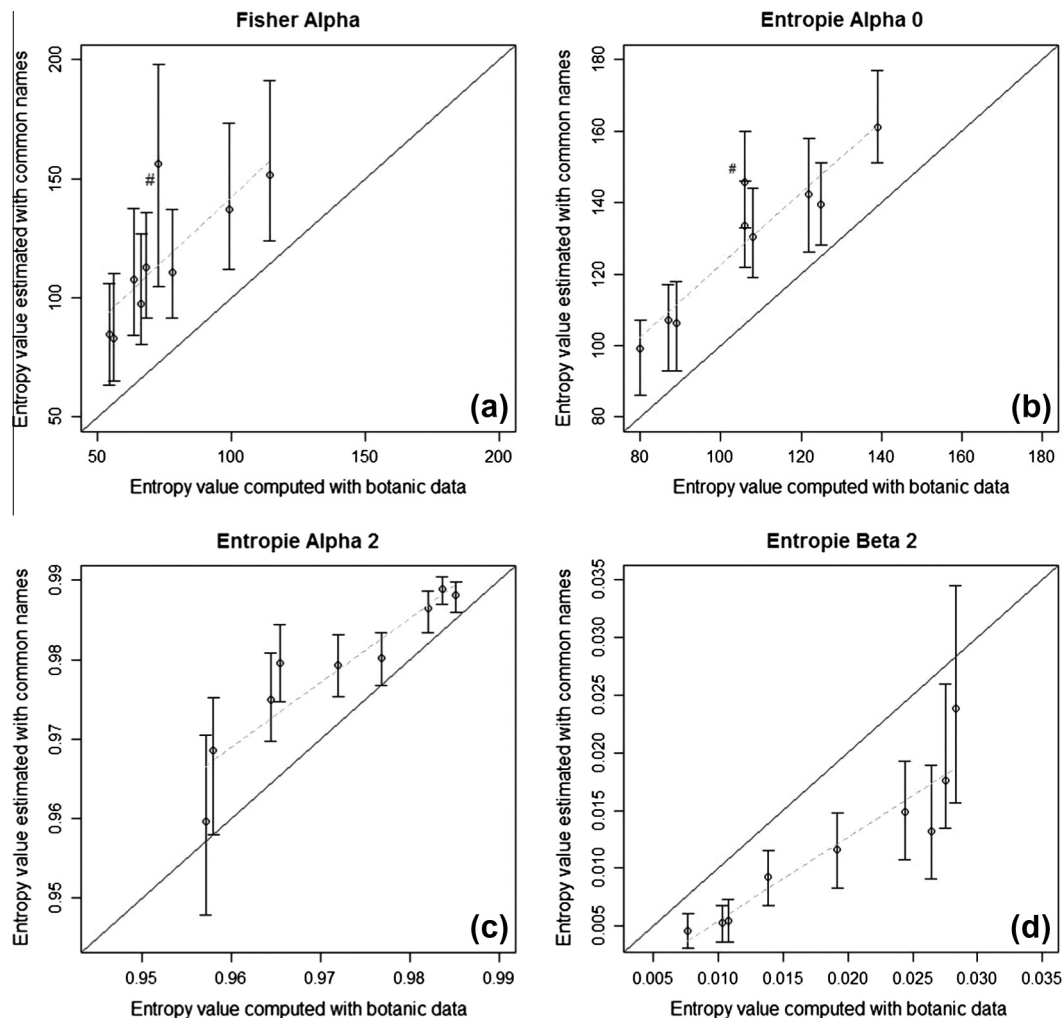 Fisher Alpha
Entropy value estimated with common names
200
150
100
50
#
(a)
50 100 150 200
Entropy value computed with botanic data
Entropie Alpha 0
Entropy value estimated with common names
180
160
140
120
100
80
#
(b)
80 100 120 140 160 180
Entropy value computed with botanic data
Entropie Alpha 2
Entropy value estimated with common names
0.99
0.98
0.97
0.96
0.95
(c)
0.95 0.96 0.97 0.98 0.99
Entropy value computed with botanic data
Entropie Beta 2
Entropy value estimated with common names
0.035
0.030
0.025
0.020
0.015
0.010
0.005
(d)
0.005 0.010 0.015 0.020 0.025 0.030 0.035
Entropy value computed with botanic data